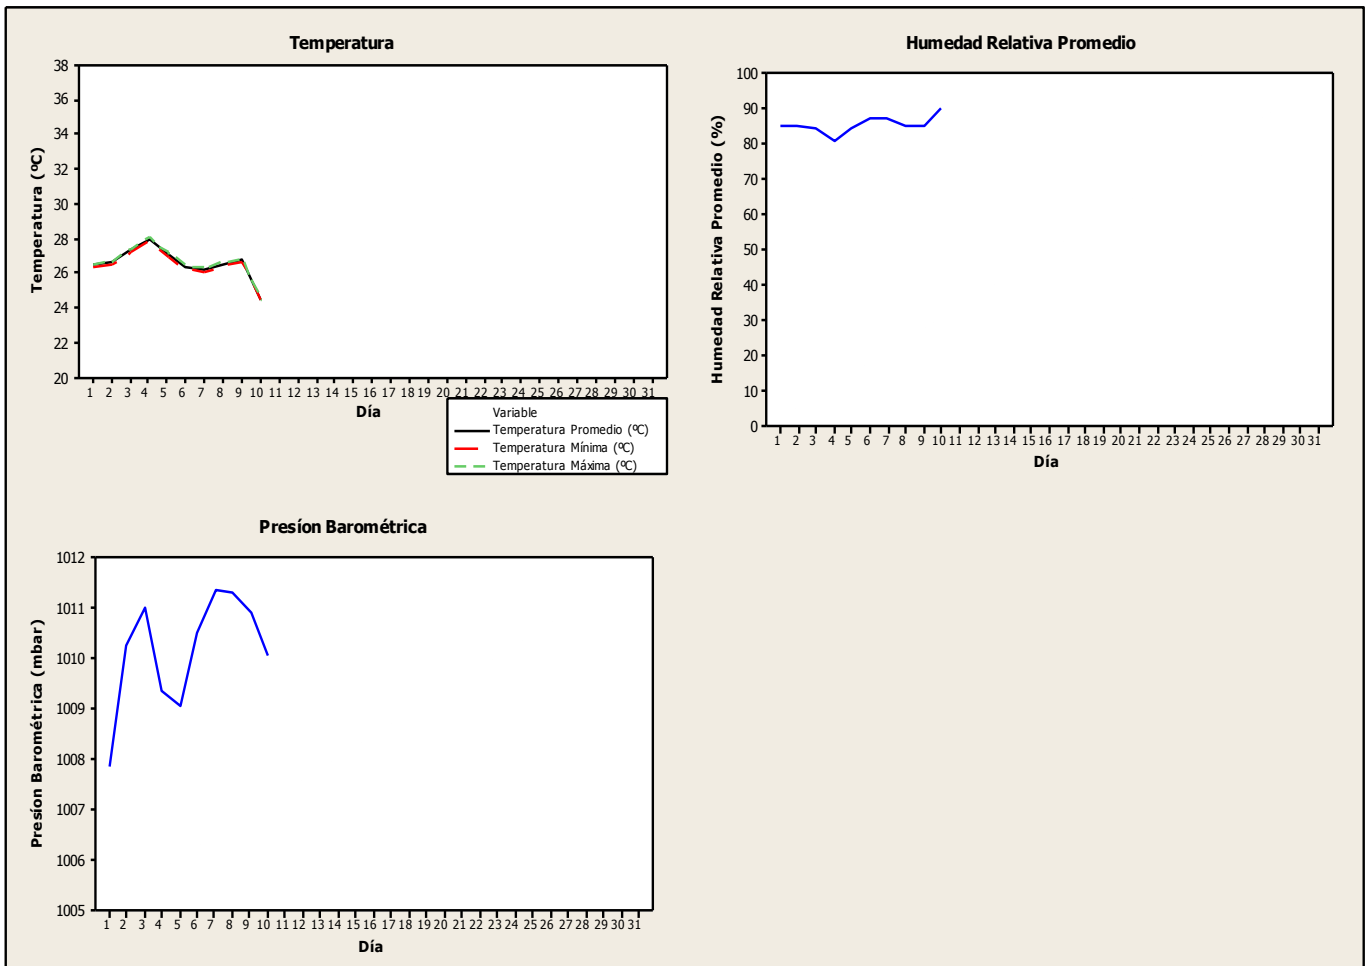 Temperatura
38
36
34
32
30
28
26
24
22
20
Temperatura (ºC)
1 2 3 4 5 6 7 8 9 10 11 12 13 14 15 16 17 18 19 20 21 22 23 24 25 26 27 28 29 30 31
Día
Variable
Temperatura Promedio (ºC)
Temperatura Mínima (ºC)
Temperatura Máxima (ºC)
Humedad Relativa Promedio
100
90
80
70
60
50
40
30
20
10
0
Humedad Relativa Promedio (%)
1 2 3 4 5 6 7 8 9 10 11 12 13 14 15 16 17 18 19 20 21 22 23 24 25 26 27 28 29 30 31
Día
Presíon Barométrica
1012
1011
1010
1009
1008
1007
1006
1005
Presíon Barométrica (mbar)
1 2 3 4 5 6 7 8 9 10 11 12 13 14 15 16 17 18 19 20 21 22 23 24 25 26 27 28 29 30 31
Día